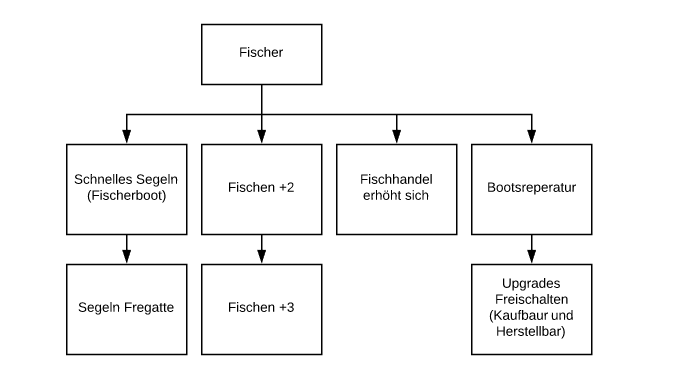 Fischer
Schnelles Segeln
(Fischerboot)
Fischen +2
Fischhandel
erhöht sich
Bootsreperatur
Segeln Fregatte
Fischen +3
Upgrades
Freischalten
(Kaufbaur und
Herstellbar)